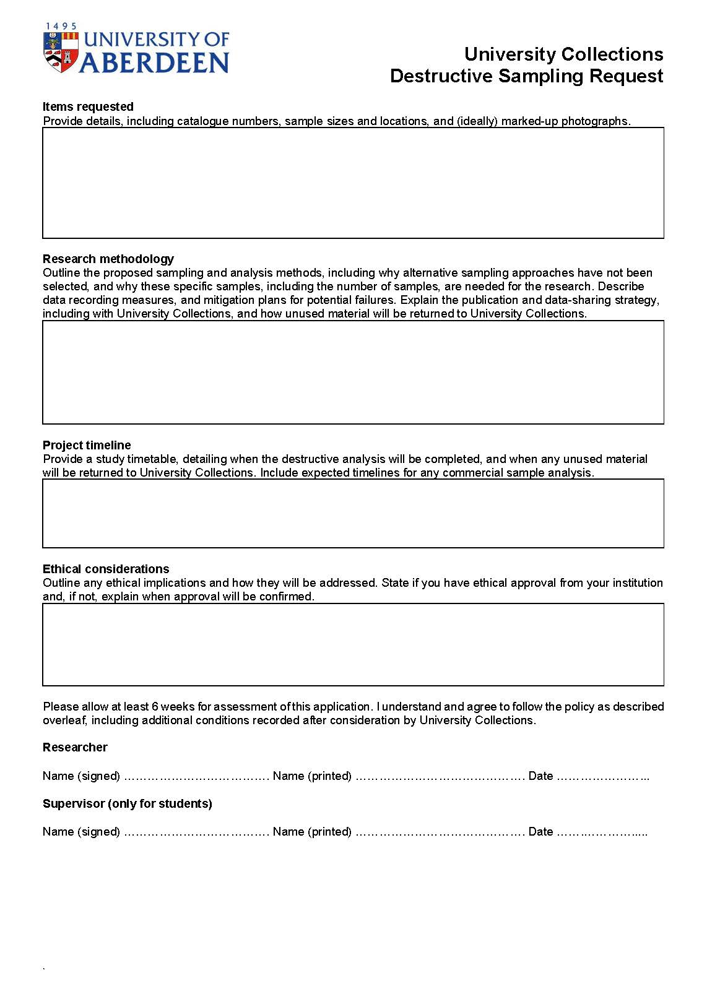 1495
UNIVERSITY OF
ABERDEEN
University Collections
Destructive Sampling Request
Items requested
Provide details, including catalogue numbers, sample sizes and locations, and (ideally) marked-up photographs.
Research methodology
Outline the proposed sampling and analysis methods, including why alternative sampling approaches have not been
selected, and why these specific samples, including the number of samples, are needed for the research. Describe
data recording measures, and mitigation plans for potential failures. Explain the publication and data-sharing strategy,
including with University Collections, and how unused material will be returned to University Collections.
Project timeline
Provide a study timetable, detailing when the destructive analysis will be completed, and when any unused material
will be returned to University Collections. Include expected timelines for any commercial sample analysis.
Ethical considerations
Outline any ethical implications and how they will be addressed. State if you have ethical approval from your institution
and, if not, explain when approval will be confirmed.
Please allow at least 6 weeks for assessment of this application. I understand and agree to follow the policy as described
overleaf, including additional conditions recorded after consideration by University Collections.
Researcher
Name (signed) ………………………………. Name (printed) ……………………………………. Date …………………...
Supervisor (only for students)
Name (signed) ………………………………. Name (printed) ……………………………………. Date ………………….....